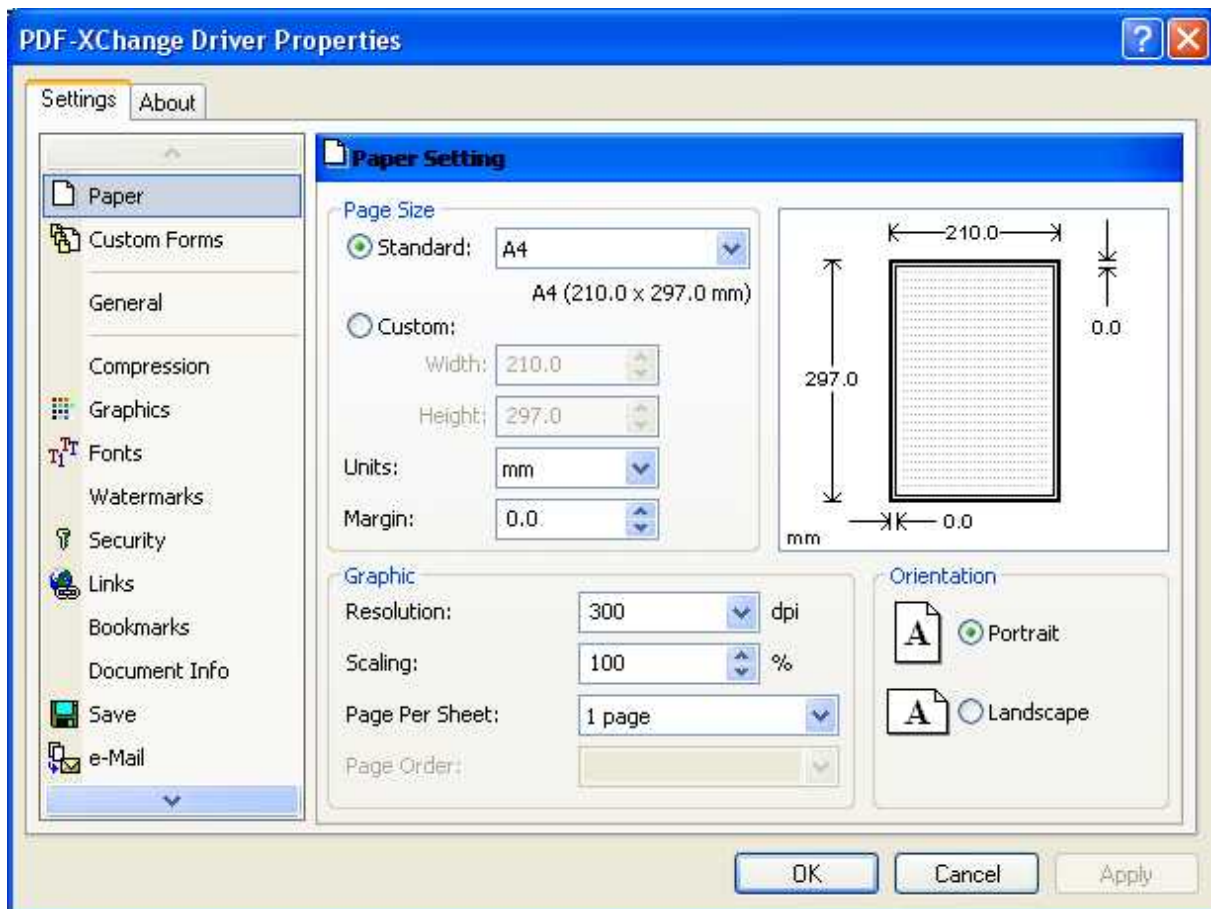 PDF-XChange Driver Properties
Settings
About
Paper
Custom Forms
General
Compression
Graphics
Fonts
Watermarks
Security
Links
Bookmarks
Document Info
Save
e-Mail
Paper Setting
Page Size
Standard: A4
A4 (210.0 x 297.0 mm)
Custom:
Width: 210.0
Height: 297.0
Units: mm
Margin: 0.0
210.0
0.0
297.0
0.0
mm
Graphic
Resolution: 300 dpi
Scaling: 100 %
Page Per Sheet: 1 page
Page Order:
Orientation
A Portrait
A Landscape
OK
Cancel
Apply